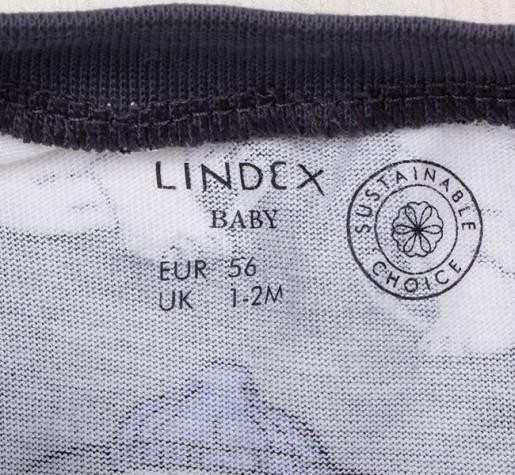 LINDEX
BABY
EUR 56
UK 1-2M
SUSTAINABLE
CHOICE